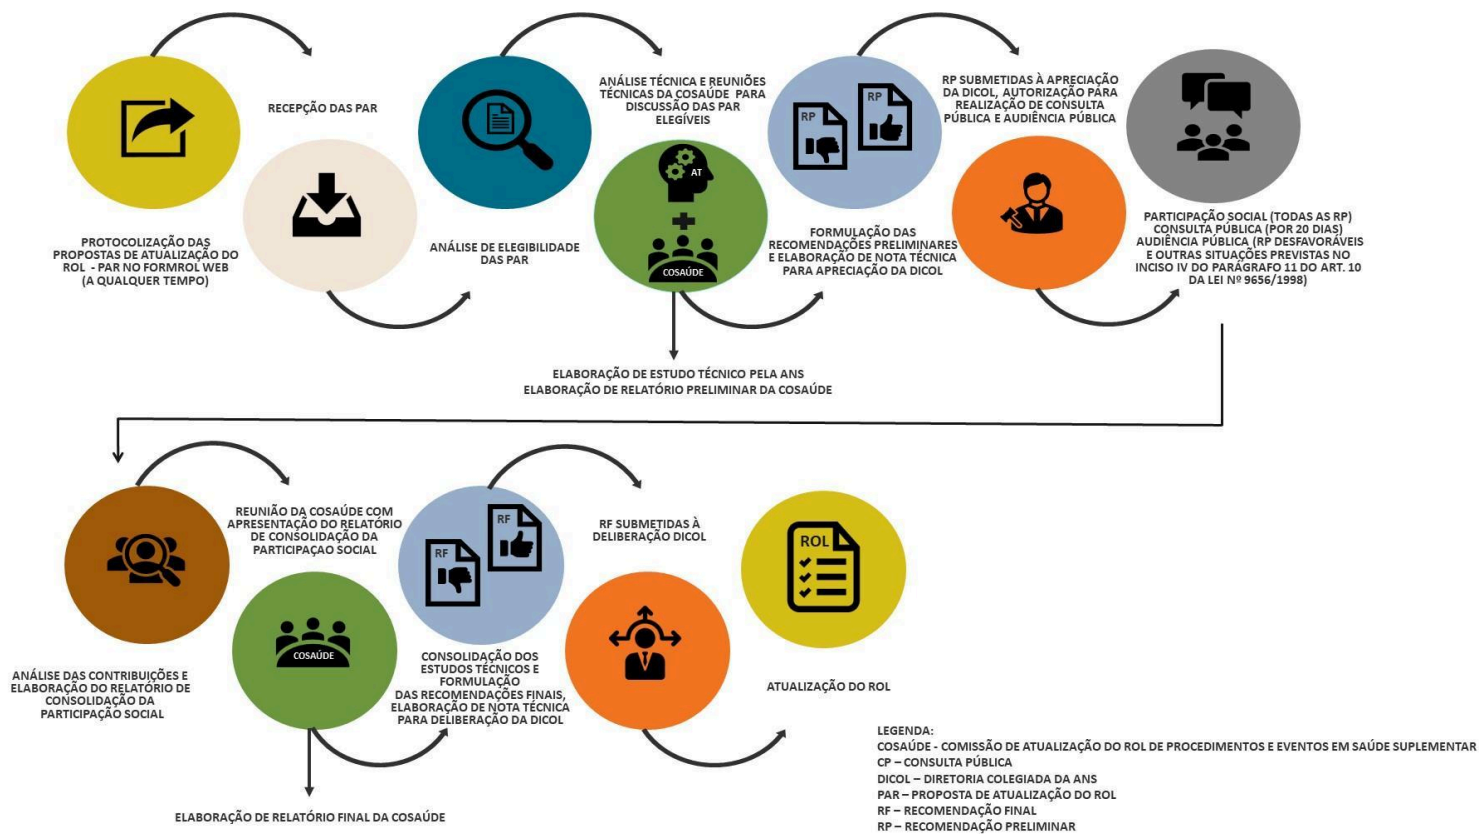 PROTOCOLIZAÇÃO DAS
PROPOSTAS DE ATUALIZAÇÃO DO
ROL - PAR NO FORMROL WEB
(A QUALQUER TEMPO)
RECEPÇÃO DAS PAR
ANÁLISE DE ELEGIBILIDADE
DAS PAR
ANÁLISE TÉCNICA E REUNIÕES
TÉCNICAS DA COSAÚDE PARA
DISCUSSÃO DAS PAR
ELEGÍVEIS
AT
COSAÚDE
ELABORAÇÃO DE ESTUDO TÉCNICO PELA ANS
ELABORAÇÃO DE RELATÓRIO PRELIMINAR DA COSAÚDE
RP
RP
FORMULAÇÃO DAS
RECOMENDAÇÕES PRELIMINARES
E ELABORAÇÃO DE NOTA TÉCNICA
PARA APRECIAÇÃO DA DICOL
RP SUBMETIDAS À APRECIAÇÃO
DA DICOL, AUTORIZAÇÃO PARA
REALIZAÇÃO DE CONSULTA
PÚBLICA E AUDIÊNCIA PÚBLICA
PARTICIPAÇÃO SOCIAL (TODAS AS RP)
CONSULTA PÚBLICA (POR 20 DIAS)
AUDIÊNCIA PÚBLICA (RP DESFAVORÁVEIS
E OUTRAS SITUAÇÕES PREVISTAS NO
INCISO IV DO PARÁGRAFO 11 DO ART. 10
DA LEI Nº 9656/1998)
ANÁLISE DAS CONTRIBUIÇÕES E
ELABORAÇÃO DO RELATÓRIO DE
CONSOLIDAÇÃO DA
PARTICIPAÇÃO SOCIAL
REUNIÃO DA COSAÚDE COM
APRESENTAÇÃO DO RELATÓRIO
DE CONSOLIDAÇÃO DA
PARTICIPAÇAO SOCIAL
COSAÚDE
ELABORAÇÃO DE RELATÓRIO FINAL DA COSAÚDE
RF
RF
CONSOLIDAÇÃO DOS
ESTUDOS TÉCNICOS E
FORMULAÇÃO
DAS RECOMENDAÇÕES FINAIS,
ELABORAÇÃO DE NOTA TÉCNICA
PARA DELIBERAÇÃO DA DICOL
RF SUBMETIDAS À
DELIBERAÇÃO DICOL
ROL
ATUALIZAÇÃO DO ROL
LEGENDA:
COSAÚDE - COMISSÃO DE ATUALIZAÇÃO DO ROL DE PROCEDIMENTOS E EVENTOS EM SAÚDE SUPLEMENTAR
CP – CONSULTA PÚBLICA
DICOL – DIRETORIA COLEGIADA DA ANS
PAR – PROPOSTA DE ATUALIZAÇÃO DO ROL
RF – RECOMENDAÇÃO FINAL
RP – RECOMENDAÇÃO PRELIMINAR